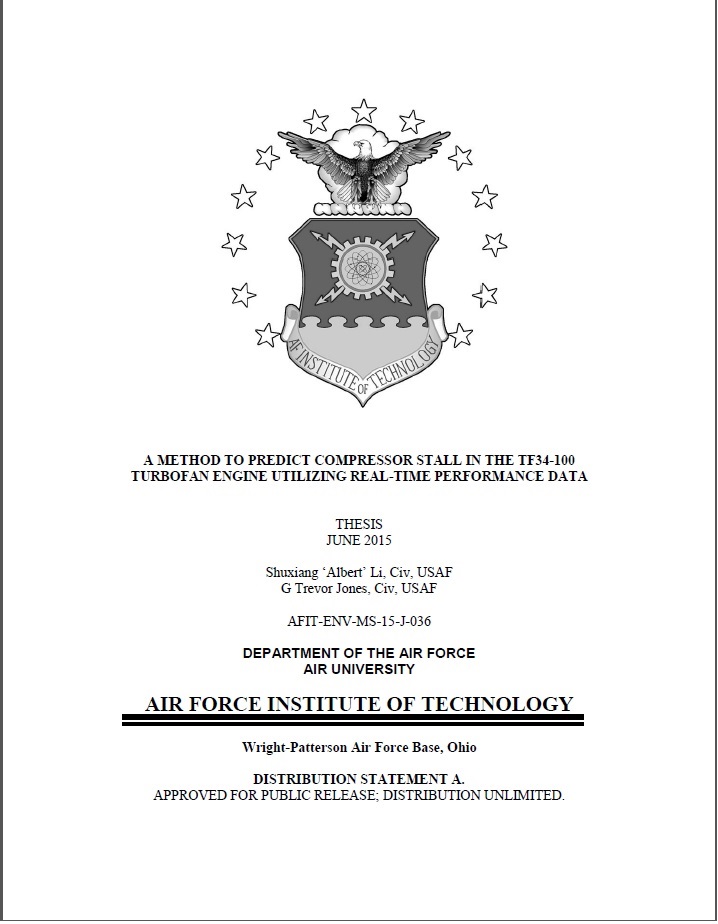 AF INSTITUTE OF TECHNOLOGY
A METHOD TO PREDICT COMPRESSOR STALL IN THE TF34-100
TURBOFAN ENGINE UTILIZING REAL-TIME PERFORMANCE DATA
THESIS
JUNE 2015
Shuxiang ‘Albert’ Li, Civ, USAF
G Trevor Jones, Civ, USAF
AFIT-ENV-MS-15-J-036
DEPARTMENT OF THE AIR FORCE
AIR UNIVERSITY
AIR FORCE INSTITUTE OF TECHNOLOGY
Wright-Patterson Air Force Base, Ohio
DISTRIBUTION STATEMENT A.
APPROVED FOR PUBLIC RELEASE; DISTRIBUTION UNLIMITED.